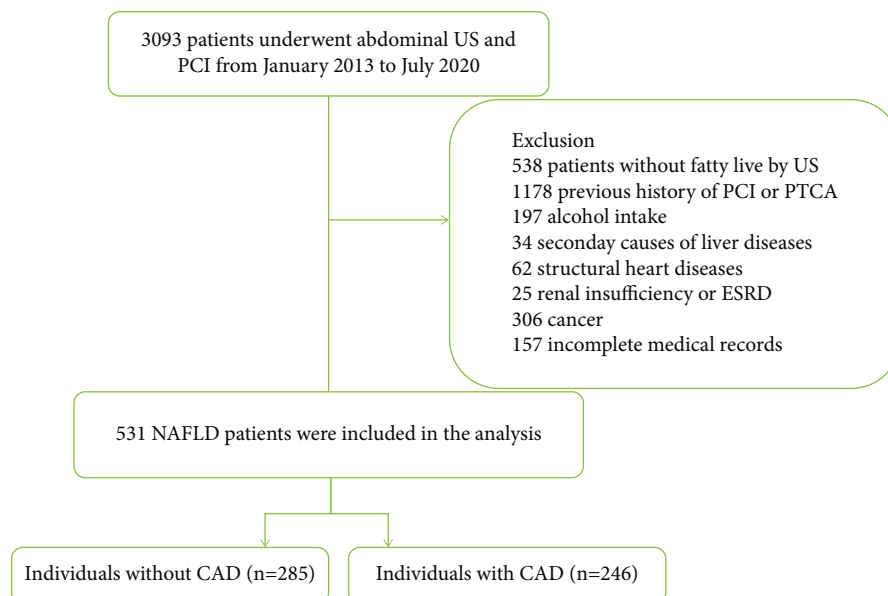 3093 patients underwent abdominal US and
PCI from January 2013 to July 2020
Exclusion
538 patients without fatty live by US
1178 previous history of PCI or PTCA
197 alcohol intake
34 seconday causes of liver diseases
62 structural heart diseases
25 renal insufficiency or ESRD
306 cancer
157 incomplete medical records
531 NAFLD patients were included in the analysis
Individuals without CAD (n=285)
Individuals with CAD (n=246)